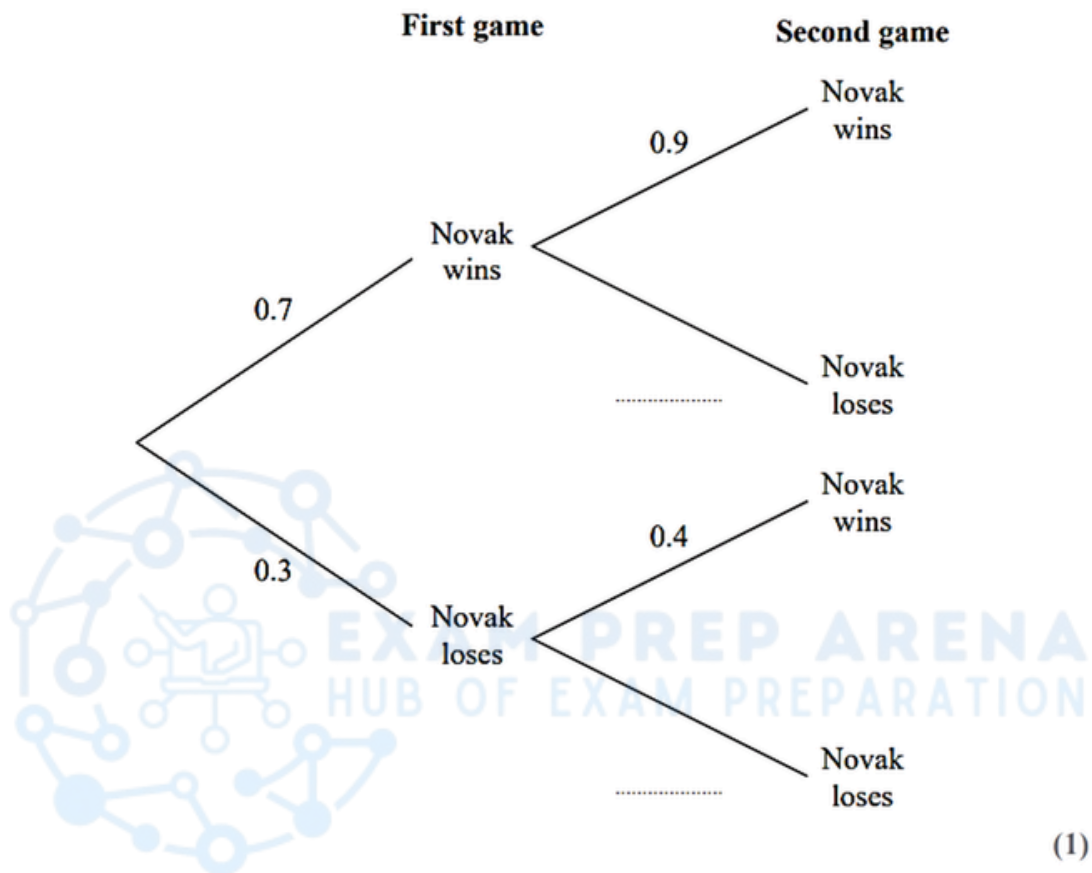 First game
Second game
Novak
wins
0.9
Novak
wins
0.7
Novak
loses
Novak
wins
0.4
0.3
Novak
loses
EXAM PREP ARENA
HUB OF EXAM PREPARATION
Novak
loses
(1)